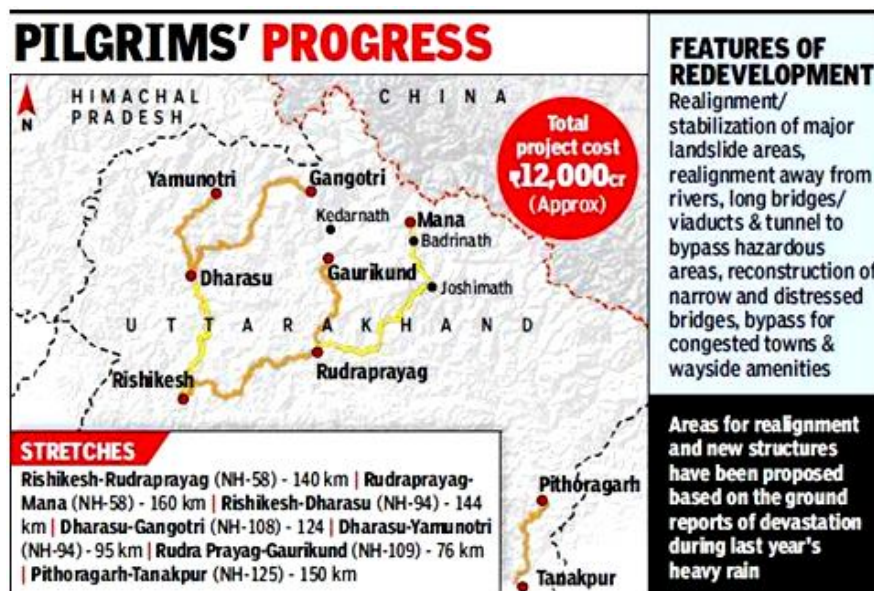 PILGRIMS' PROGRESS
N
HIMACHAL
PRADESH
CHINA
Total
project cost
₹12,000cr
(Approx)
Yamunotri
Gangotri
Kedarnath
Mana
Badrinath
Dharasu
Gaurikund
Joshimath
UTTARAKHAND
Rishikesh
Rudraprayag
Pithoragarh
Tanakpur
STRETCHES
Rishikesh-Rudraprayag (NH-58) - 140 km | Rudraprayag-
Mana (NH-58) - 160 km | Rishikesh-Dharasu (NH-94) - 144
km | Dharasu-Gangotri (NH-108) - 124 | Dharasu-Yamunotri
(NH-94) - 95 km | Rudra Prayag-Gaurikund (NH-109) - 76 km
| Pithoragarh-Tanakpur (NH-125) - 150 km
FEATURES OF
REDEVELOPMENT
Realignment/
stabilization of major
landslide areas,
realignment away from
rivers, long bridges/
viaducts & tunnel to
bypass hazardous
areas, reconstruction of
narrow and distressed
bridges, bypass for
congested towns &
wayside amenities
Areas for realignment
and new structures
have been proposed
based on the ground
reports of devastation
during last year's
heavy rain